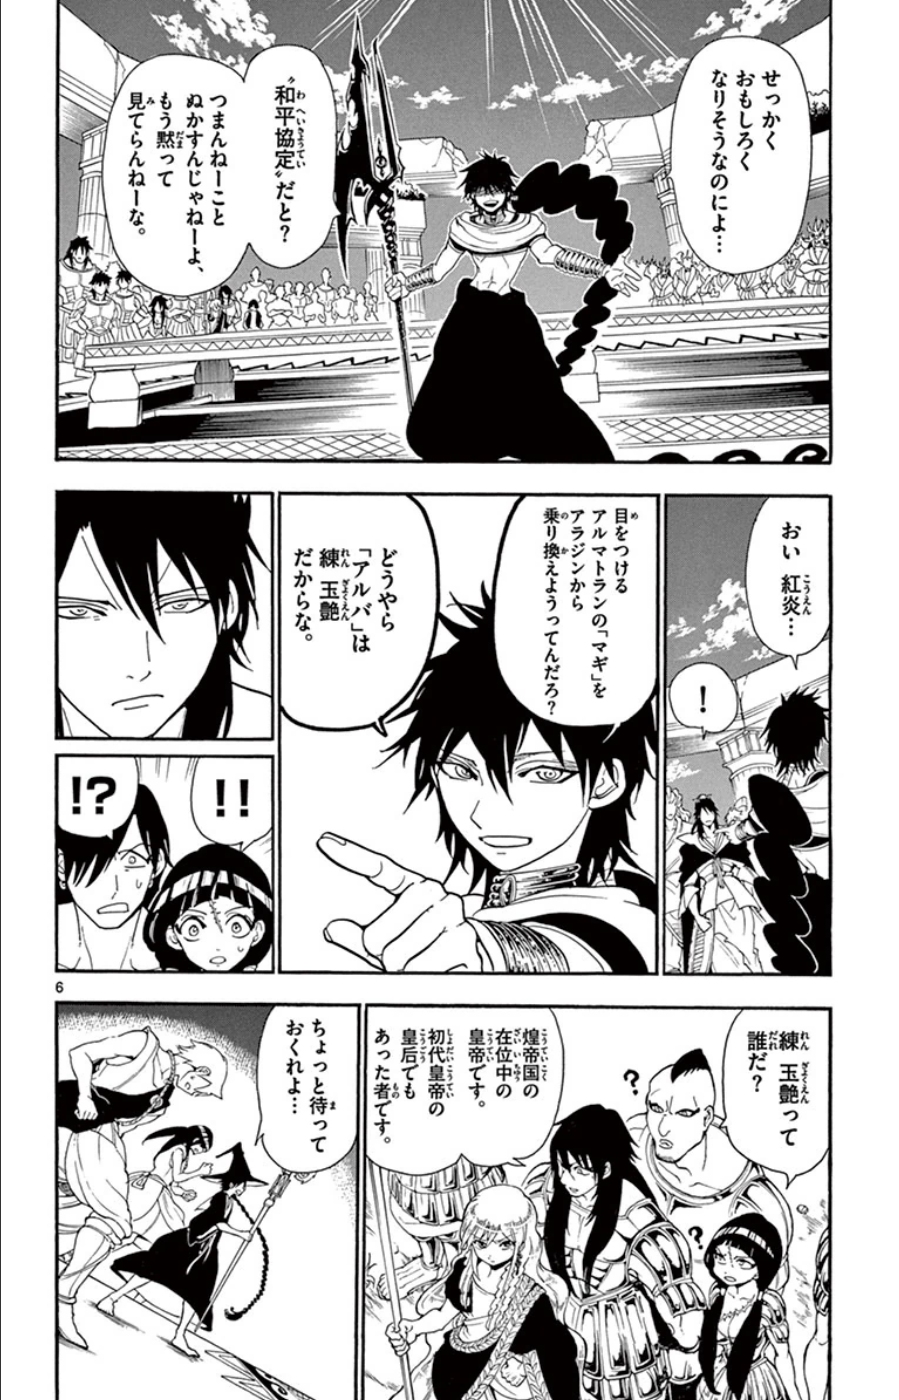 せっかく
おもしろく
なりそうなのによ…
“和平協定”だと？
つまんねーこと
ぬかすんじゃねーよ、
もう黙って
見てらんねーな。
おい 紅炎…
！
目をつける
アルマトランの「マギ」を
アラジンから
乗り換えようってんだろ？
どうやら
「アルバ」は
練 玉艶
だからな。
！！
！？
6
練 玉艶って
誰だ？
？
？
煌帝国の
在位中の
皇帝です。
初代皇帝の
皇后でも
あった者です。
ちょっと待って
おくれよ…